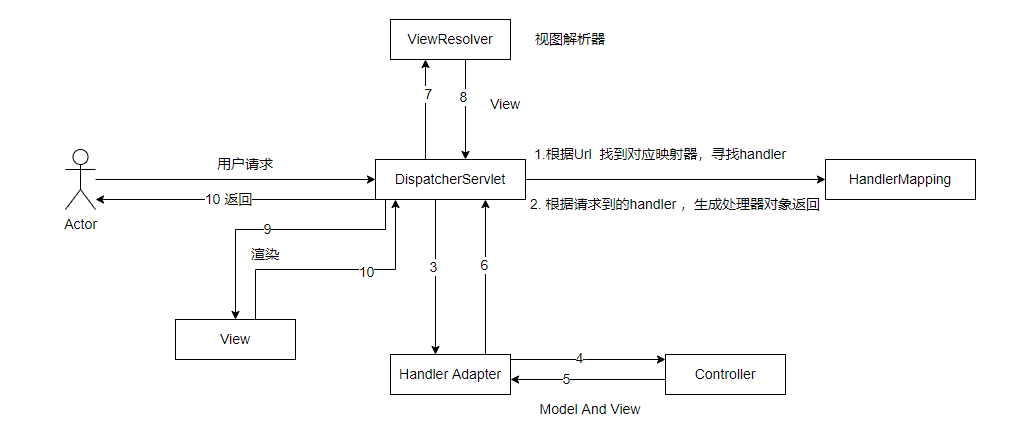 ViewResolver
视图解析器
7
8
View
1.根据Url 找到对应映射器，寻找handler
用户请求
DispatcherServlet
HandlerMapping
10 返回
2. 根据请求到的handler ，生成处理器对象返回
Actor
9
渲染
3
6
10
View
4
Handler Adapter
Controller
5
Model And View